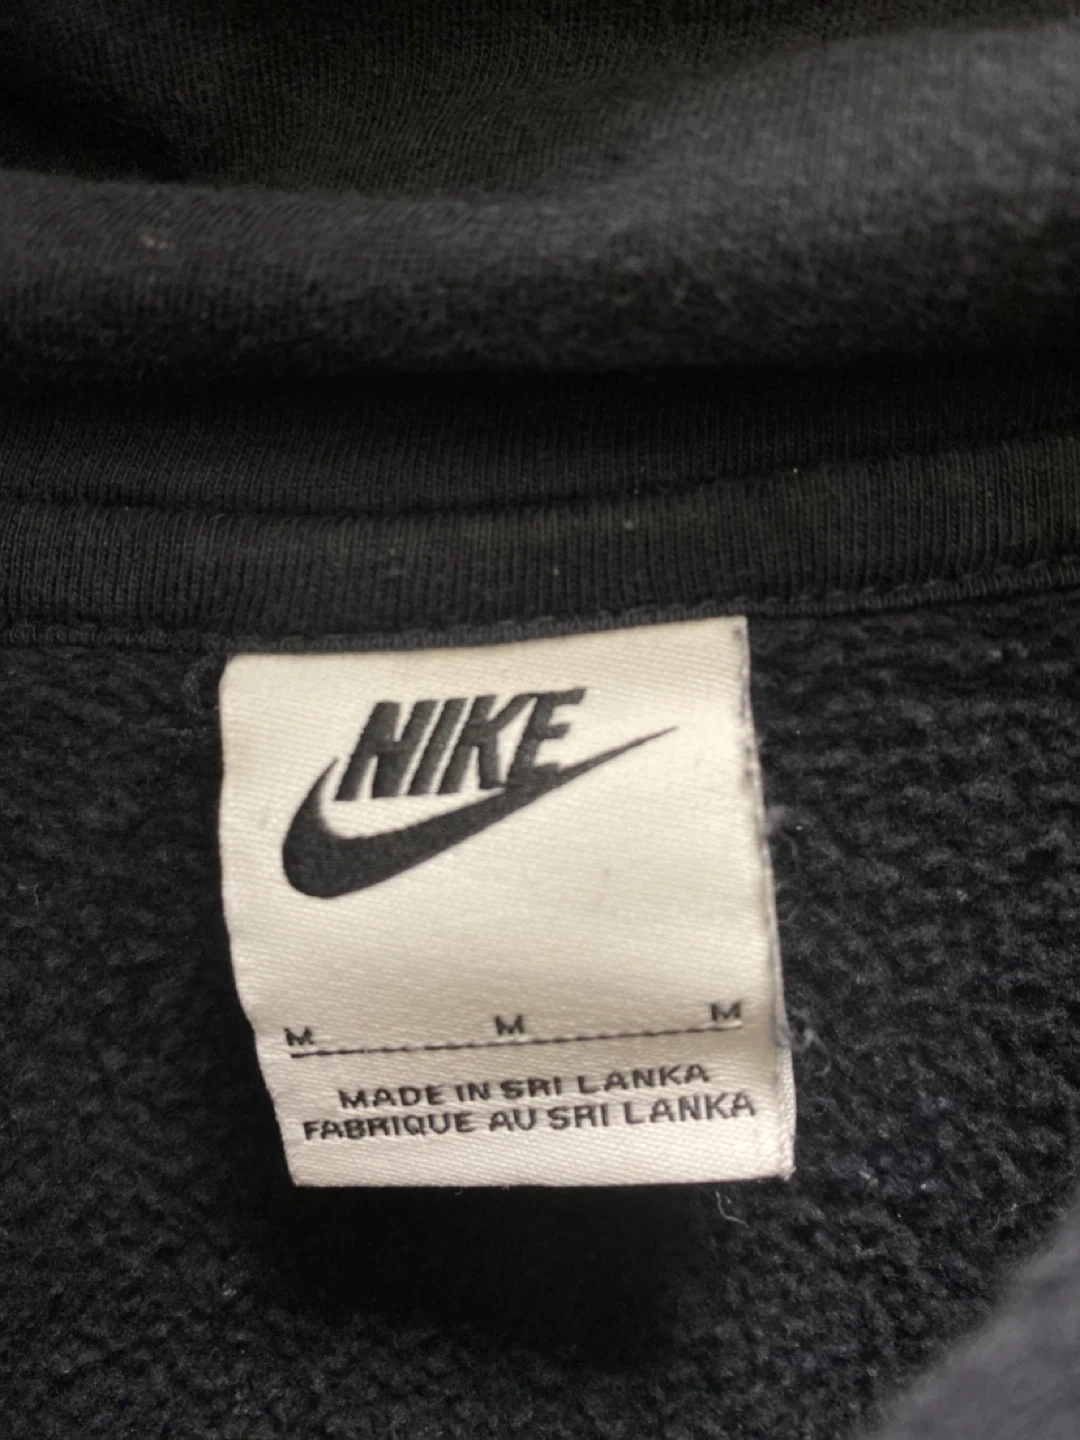 NIKE
M M M
MADE IN SRI LANKA
FABRIQUE AU SRI LANKA